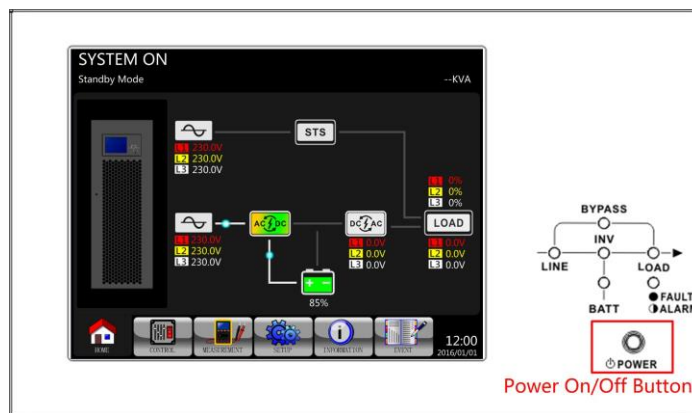 SYSTEM ON
Standby Mode
--KVA
STS
L1 230.0V
L2 230.0V
L3 230.0V
L1 0%
L2 0%
L3 0%
AC DC
DC AC
LOAD
L1 230.0V
L2 230.0V
L3 230.0V
L1 0.0V
L2 0.0V
L3 0.0V
L1 0.0V
L2 0.0V
L3 0.0V
85%
HOME
CONTROL
MEASUREMENT
SETUP
INFORMATION
EVENT
12:00
2016/01/01
BYPASS
INV
LINE
LOAD
BATT
FAULT
ALARM
POWER
Power On/Off Button